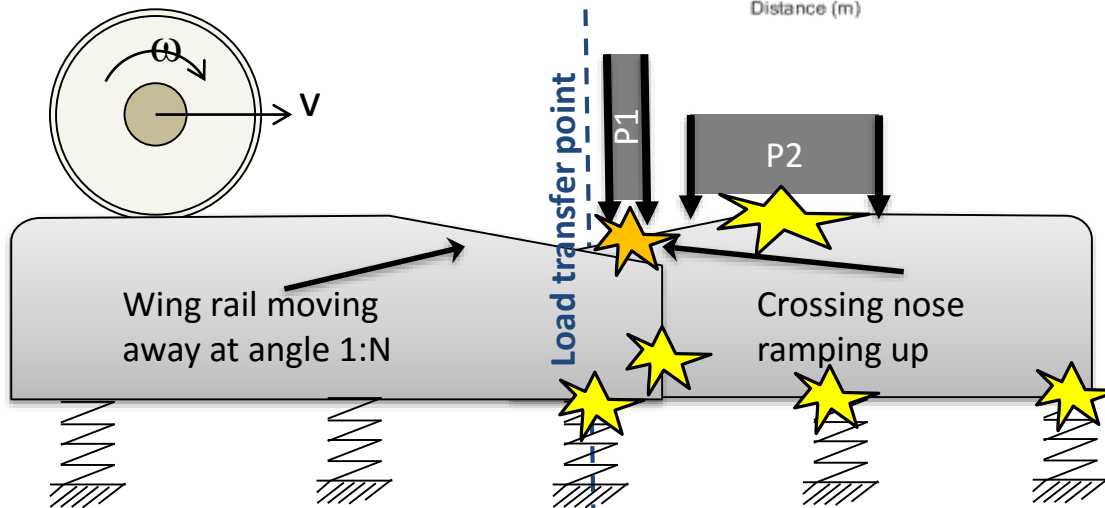 Distance (m)
ω
v
Load transfer point
P1
P2
Wing rail moving
away at angle 1:N
Crossing nose
ramping up